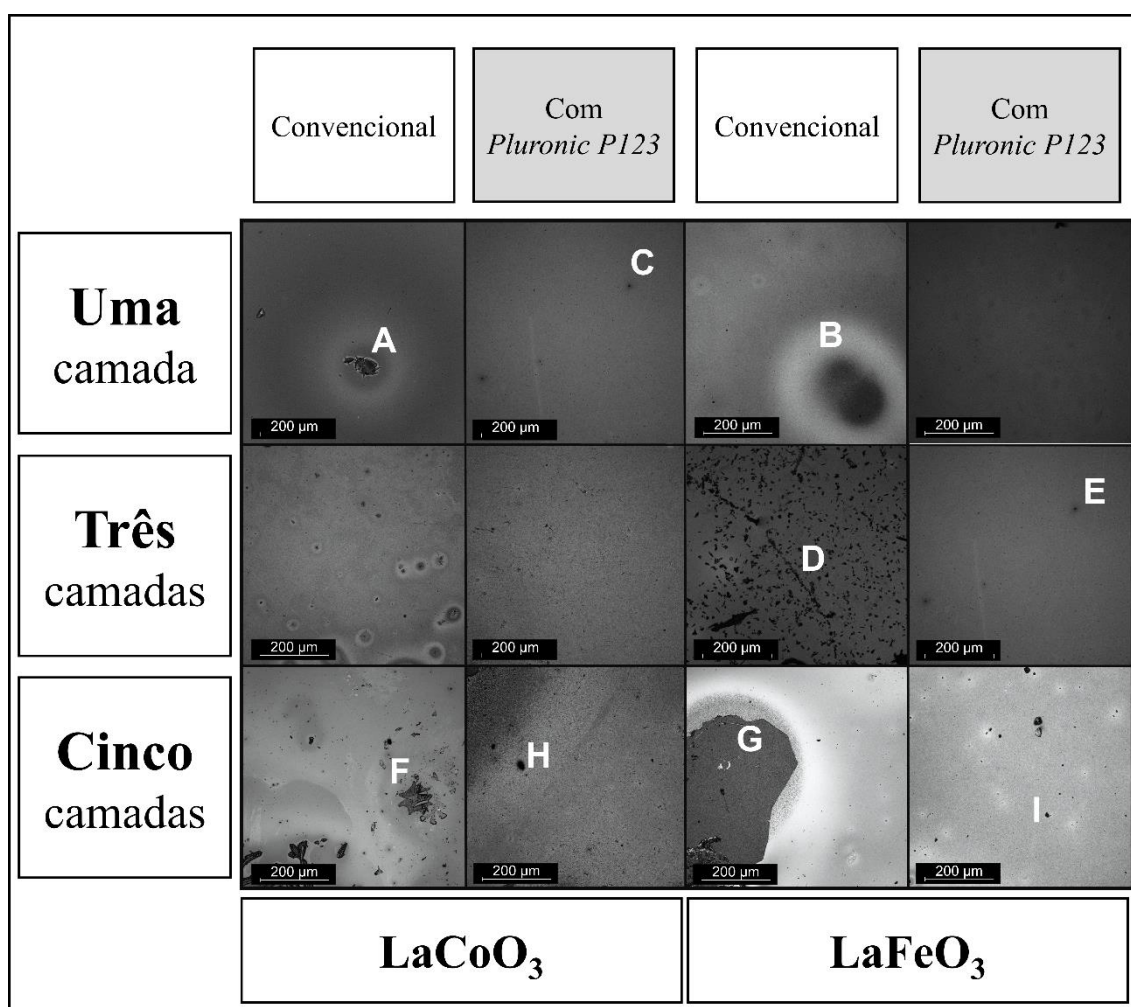 Convencional
Com
Pluronic P123
Convencional
Com
Pluronic P123
Uma
camada
A
C
B
200 µm
200 µm
200 µm
200 µm
Três
camadas
D
E
200 µm
200 µm
200 µm
200 µm
Cinco
camadas
F
H
G
I
200 µm
200 µm
200 µm
200 µm
LaCoO₃
LaFeO₃